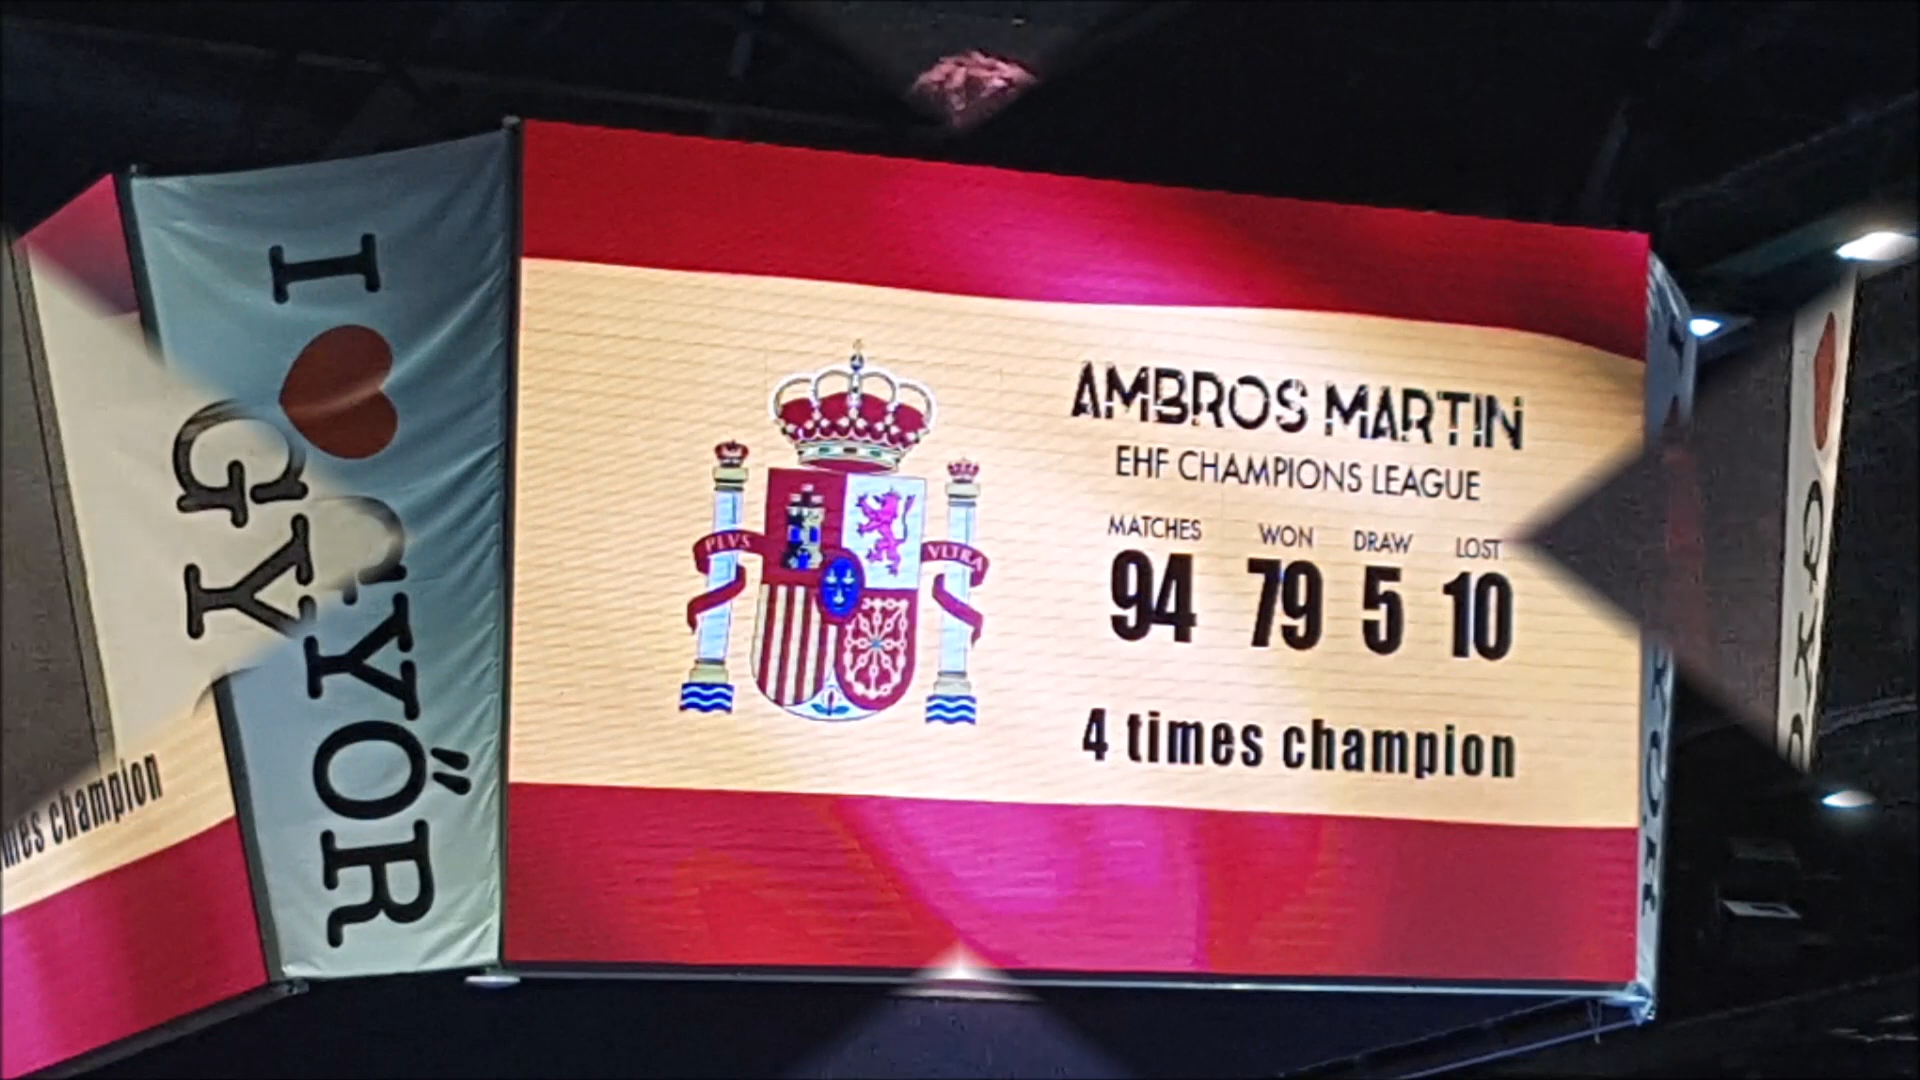 I ♥ GYŐR
GY
PLVS VLTRA
AMBROS MARTIN
EHF CHAMPIONS LEAGUE
MATCHES WON DRAW LOST
94 79 5 10
4 times champion
champion